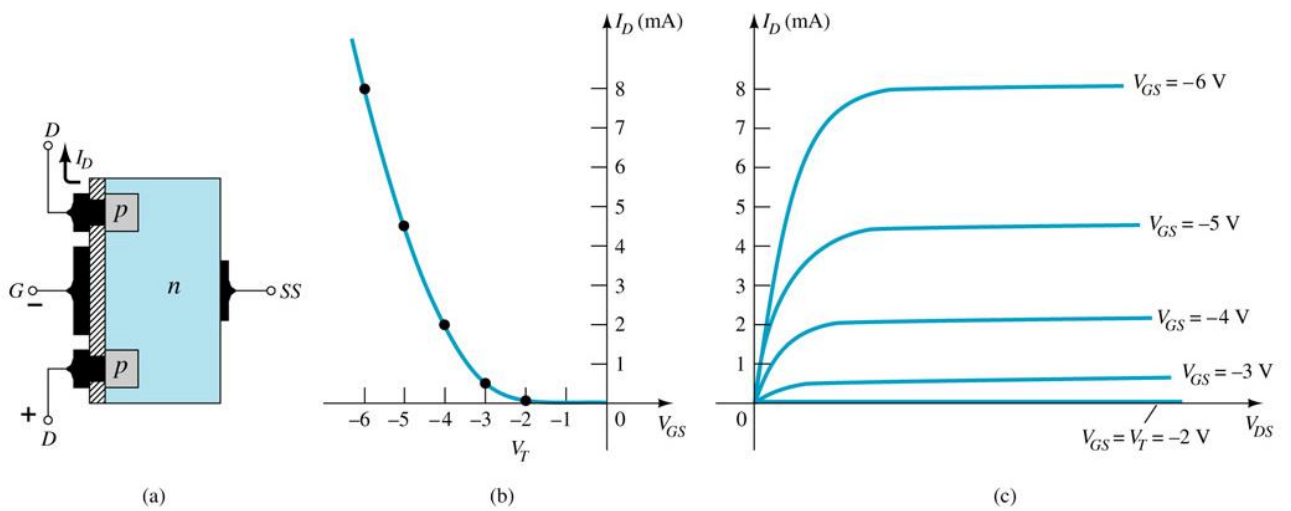 D
I_D
p
G
–
n
SS
p
+
D
(a)
I_D (mA)
8
7
6
5
4
3
2
1
0
–6 –5 –4 –3 –2 –1
V_T
V_GS
(b)
I_D (mA)
8
7
6
5
4
3
2
1
0
V_GS = –6 V
V_GS = –5 V
V_GS = –4 V
V_GS = –3 V
V_GS = V_T = –2 V
V_DS
(c)